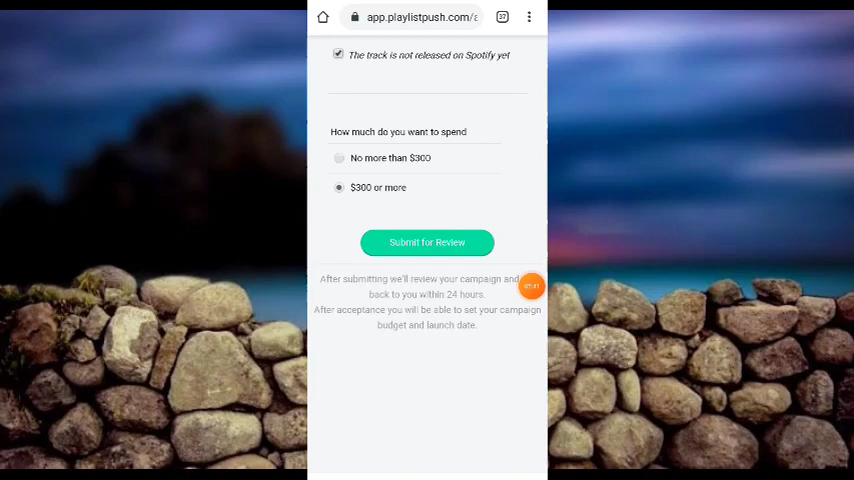 app.playlistpush.com/a
37
The track is not released on Spotify yet
How much do you want to spend
No more than $300
$300 or more
Submit for Review
After submitting we'll review your campaign and
back to you within 24 hours.
After acceptance you will be able to set your campaign
budget and launch date.